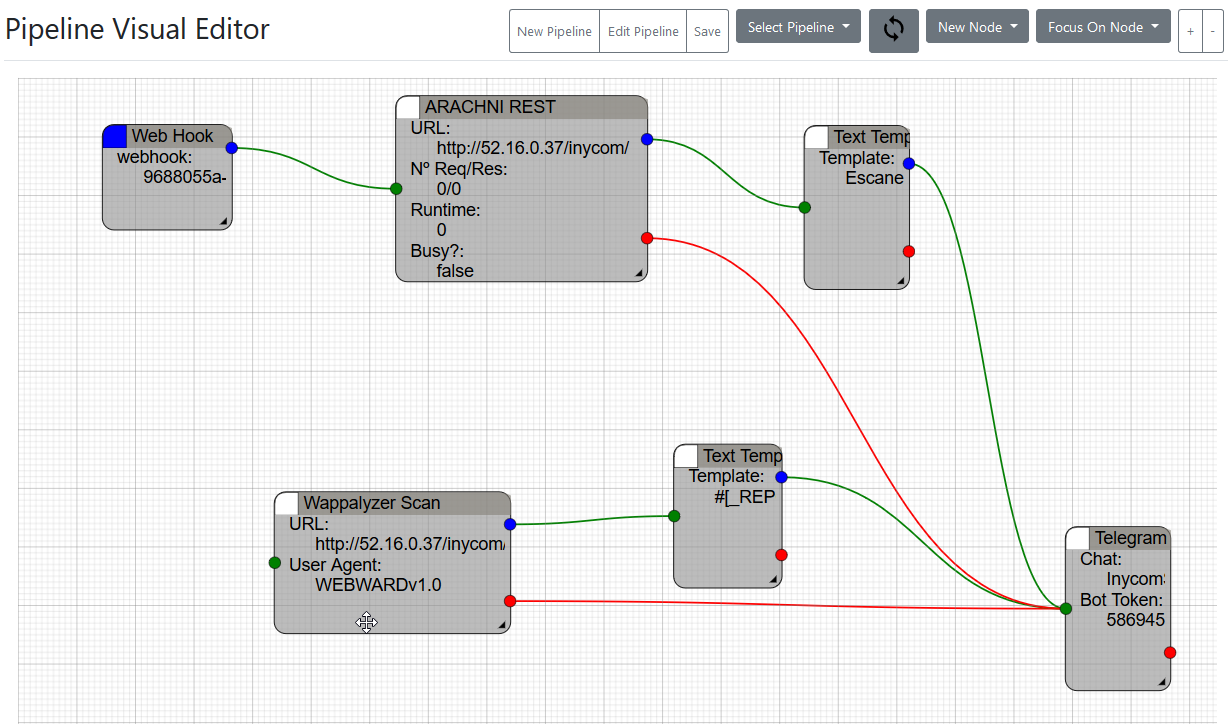 Pipeline Visual Editor
New Pipeline
Edit Pipeline
Save
Select Pipeline
New Node
Focus On Node
+
-
Web Hook
webhook:
9688055a-
ARACHNI REST
URL:
http://52.16.0.37/inycom/
Nº Req/Res:
0/0
Runtime:
0
Busy?:
false
Text Temp
Template:
Escane
Wappalyzer Scan
URL:
http://52.16.0.37/inycom/
User Agent:
WEBWARDv1.0
Text Temp
Template:
#[_REP
Telegram
Chat:
Inycom
Bot Token:
586945